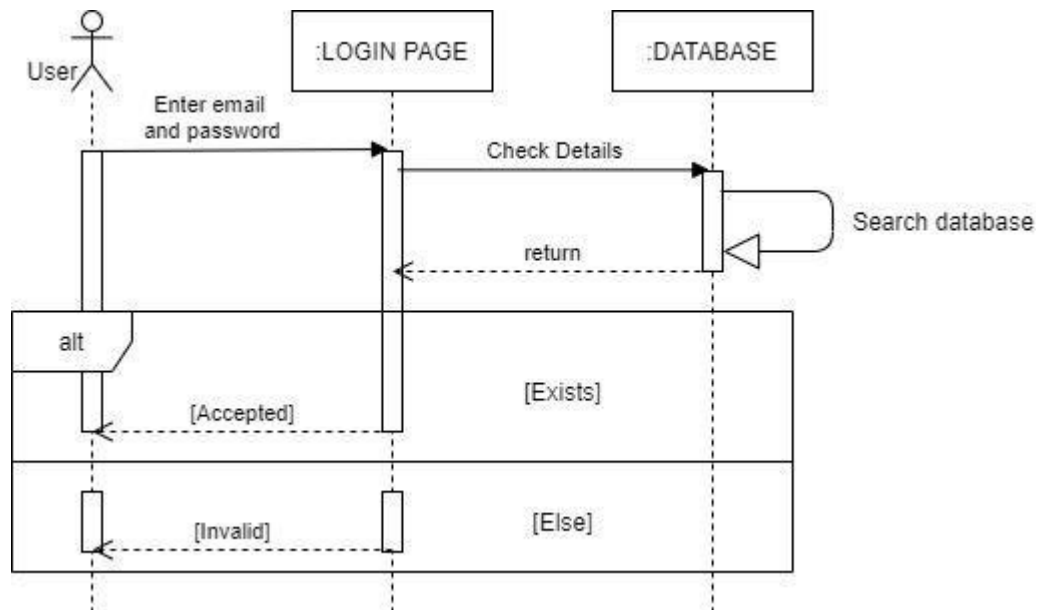 :LOGIN PAGE
:DATABASE
User
Enter email
and password
Check Details
Search database
return
alt
[Exists]
[Accepted]
[Else]
[Invalid]